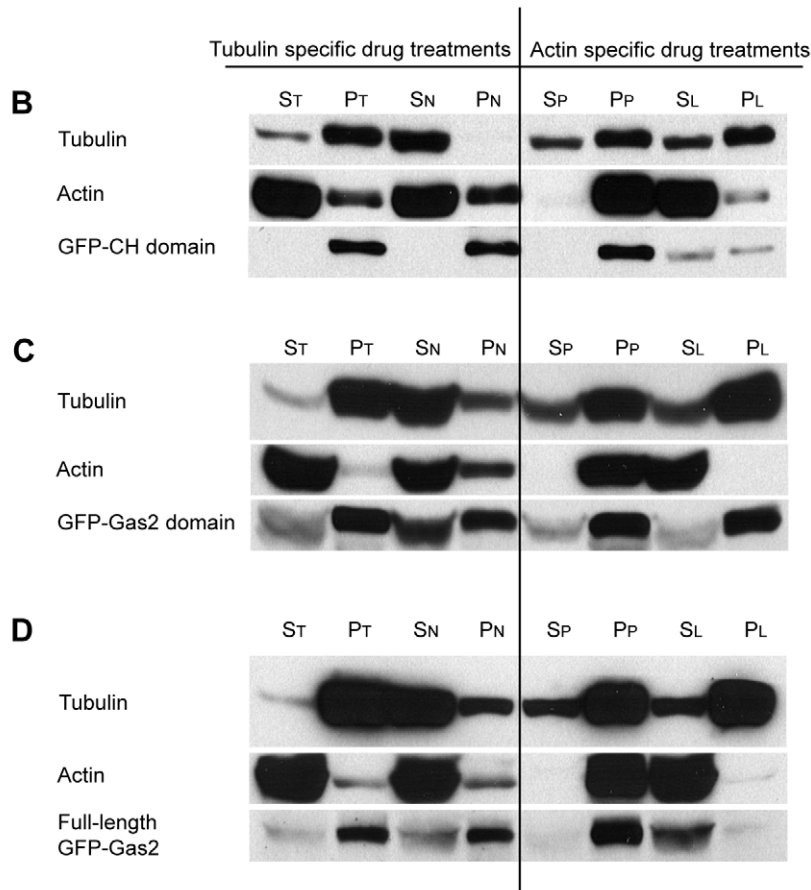 Tubulin specific drug treatments Actin specific drug treatments
B ST PT SN PN SP PP SL PL
Tubulin
Actin
GFP-CH domain
C ST PT SN PN SP PP SL PL
Tubulin
Actin
GFP-Gas2 domain
D ST PT SN PN SP PP SL PL
Tubulin
Actin
Full-length
GFP-Gas2